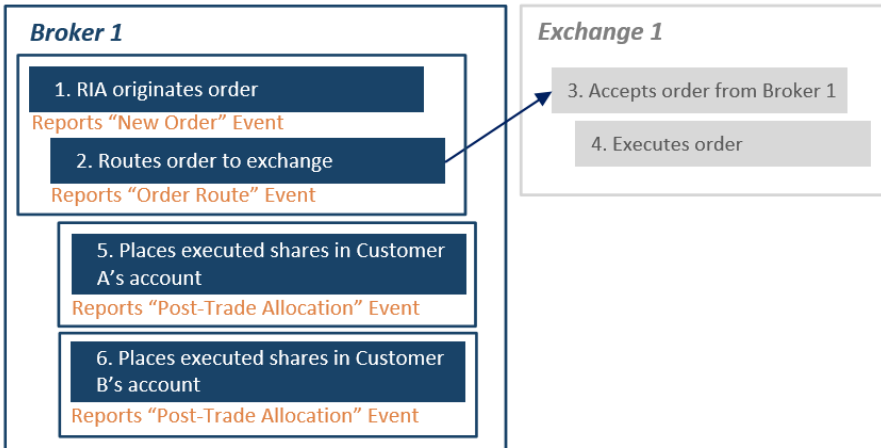 Broker 1
1. RIA originates order
Reports “New Order” Event
2. Routes order to exchange
Reports “Order Route” Event
5. Places executed shares in Customer
A’s account
Reports “Post-Trade Allocation” Event
6. Places executed shares in Customer
B’s account
Reports “Post-Trade Allocation” Event
Exchange 1
3. Accepts order from Broker 1
4. Executes order